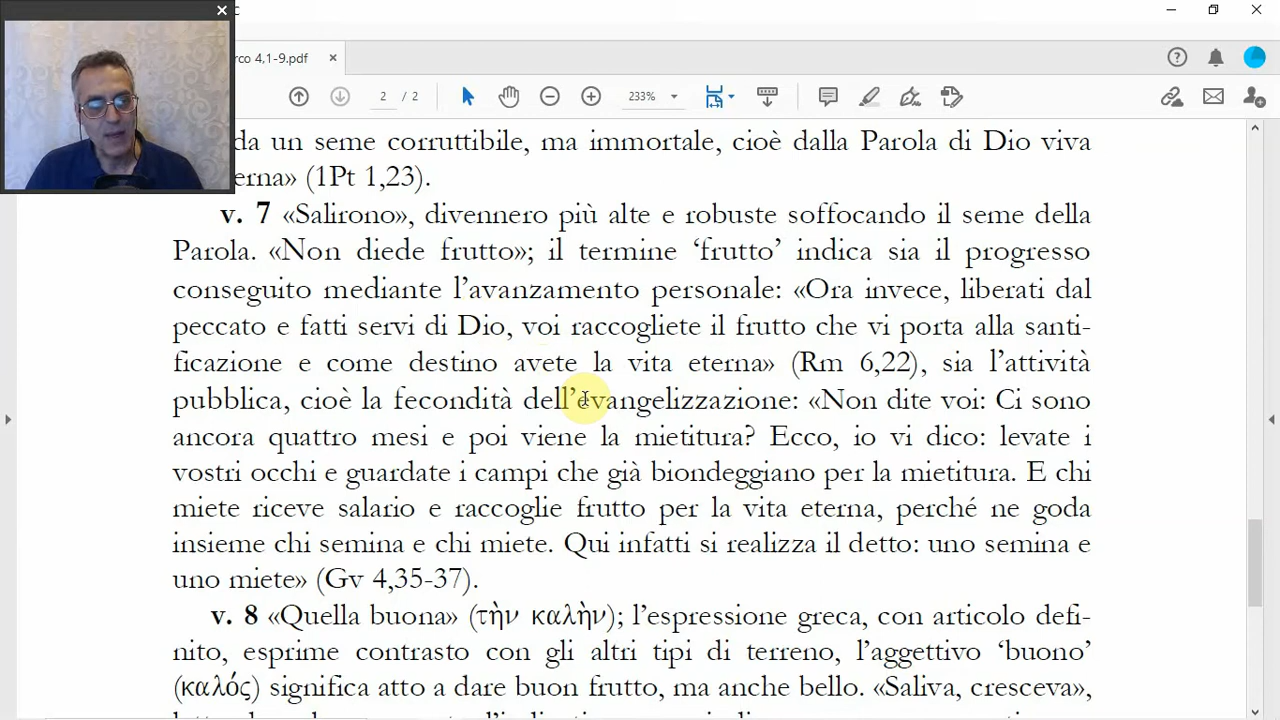 rco 4,1-9.pdf
2 / 2
233%
da un seme corruttibile, ma immortale, cioè dalla Parola di Dio viva
erna» (1Pt 1,23).
v. 7 «Salirono», divennero più alte e robuste soffocando il seme della
Parola. «Non diede frutto»; il termine ‘frutto’ indica sia il progresso
conseguito mediante l’avanzamento personale: «Ora invece, liberati dal
peccato e fatti servi di Dio, voi raccogliete il frutto che vi porta alla santi-
ficazione e come destino avete la vita eterna» (Rm 6,22), sia l’attività
pubblica, cioè la fecondità dell’evangelizzazione: «Non dite voi: Ci sono
ancora quattro mesi e poi viene la mietitura? Ecco, io vi dico: levate i
vostri occhi e guardate i campi che già biondeggiano per la mietitura. E chi
miete riceve salario e raccoglie frutto per la vita eterna, perché ne goda
insieme chi semina e chi miete. Qui infatti si realizza il detto: uno semina e
uno miete» (Gv 4,35-37).
v. 8 «Quella buona» (τὴν καλὴν); l’espressione greca, con articolo defi-
nito, esprime contrasto con gli altri tipi di terreno, l’aggettivo ‘buono’
(καλός) significa atto a dare buon frutto, ma anche bello. «Saliva, cresceva»,